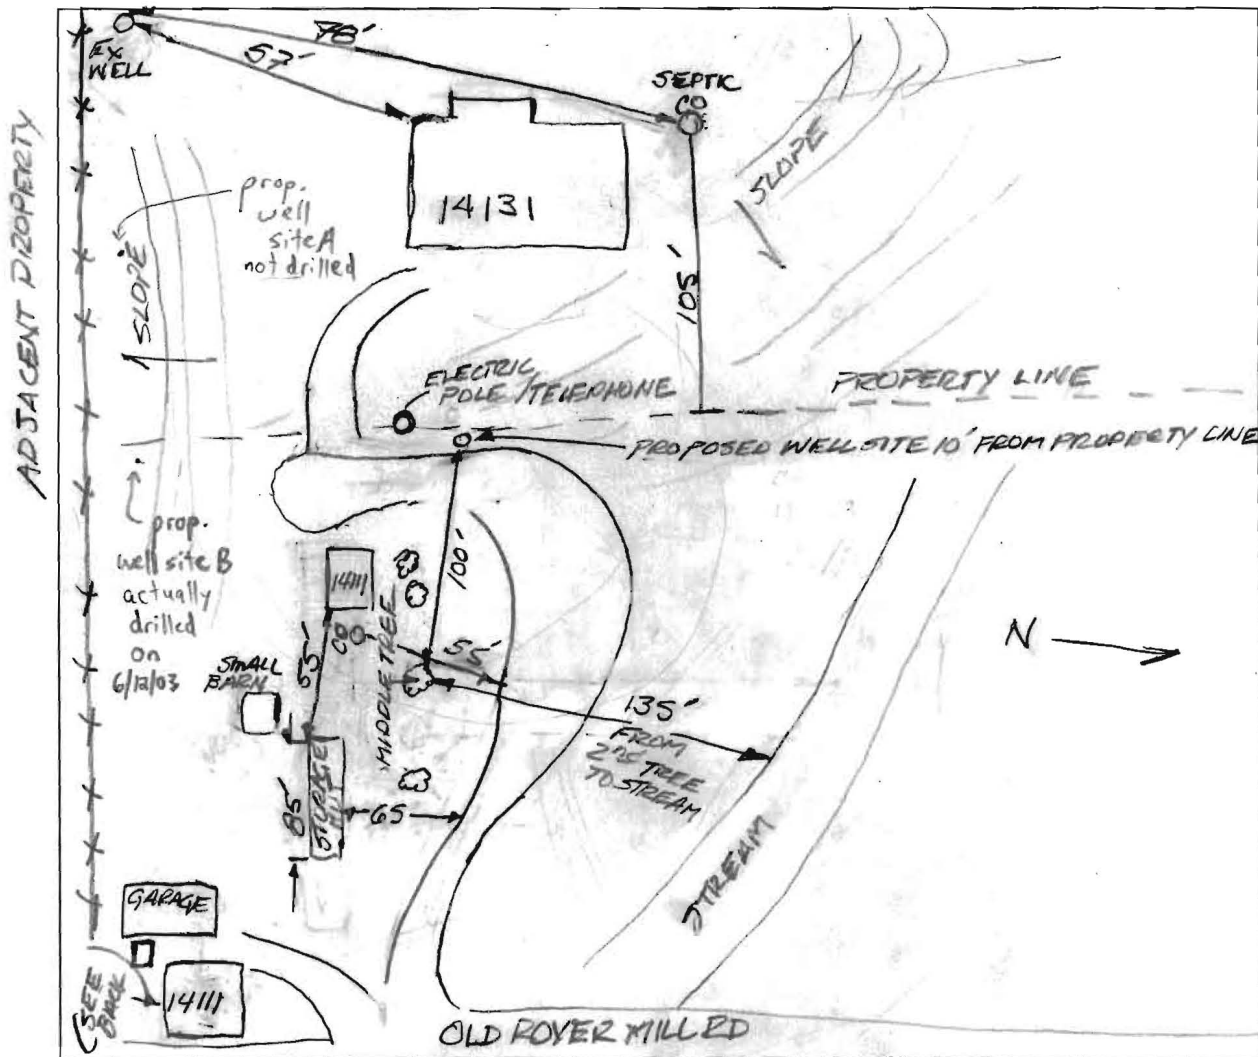 EX
WELL
78'
57'
SEPTIC
CO
SLOPE
14131
105'
ADJACENT PROPERTY
prop.
well
site A
not drilled
SLOPE
ELECTRIC
POLE/TELEPHONE
PROPERTY LINE
PROPOSED WELL SITE 10' FROM PROPERTY LINE
prop.
well site B
actually
drilled
on
6/12/03
14111
CO
55'
100'
MIDDLE TREE
55'
SMALL
BARN
135'
FROM
2nd TREE
TO STREAM
N
85'
STORAGE
65
STREAM
GARAGE
(SEE
BACK
14111
OLD ROVER MILL RD